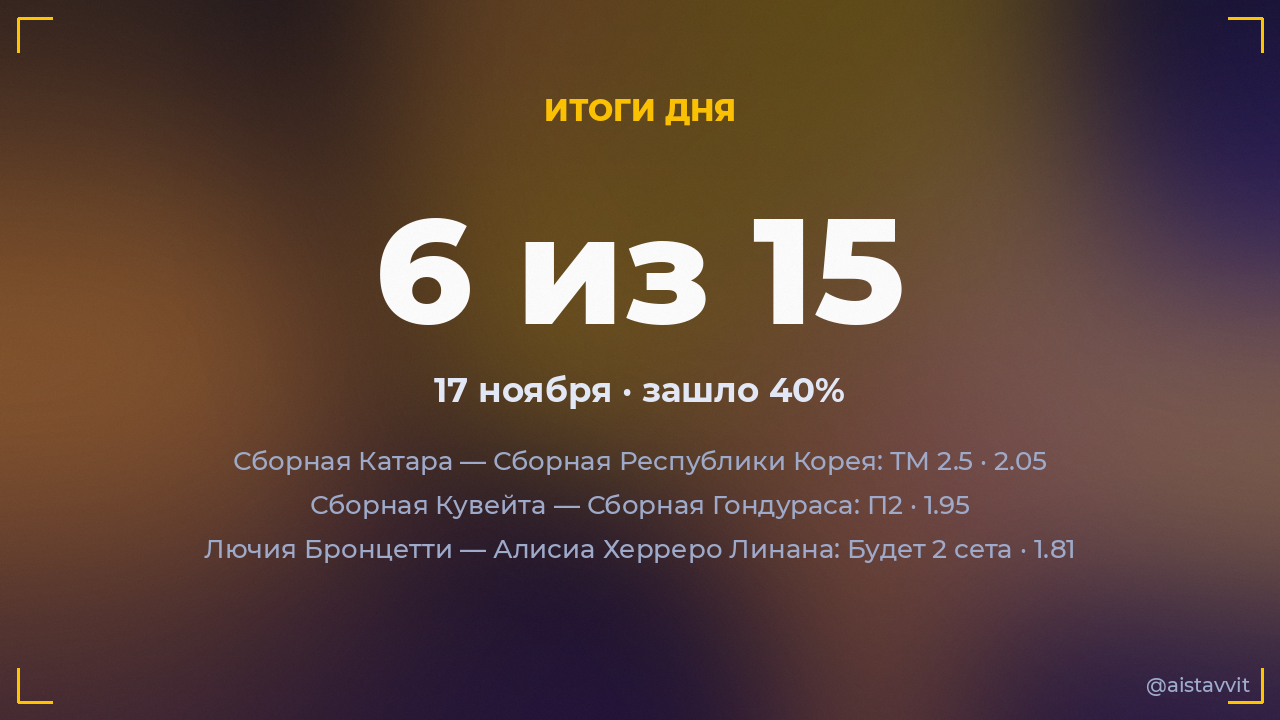 ИТОГИ ДНЯ
6 из 15
17 ноября · зашло 40%
Сборная Катара — Сборная Республики Корея: ТМ 2.5 · 2.05
Сборная Кувейта — Сборная Гондураса: П2 · 1.95
Лючия Бронцетти — Алисиа Херреро Линана: Будет 2 сета · 1.81
@aistavvit